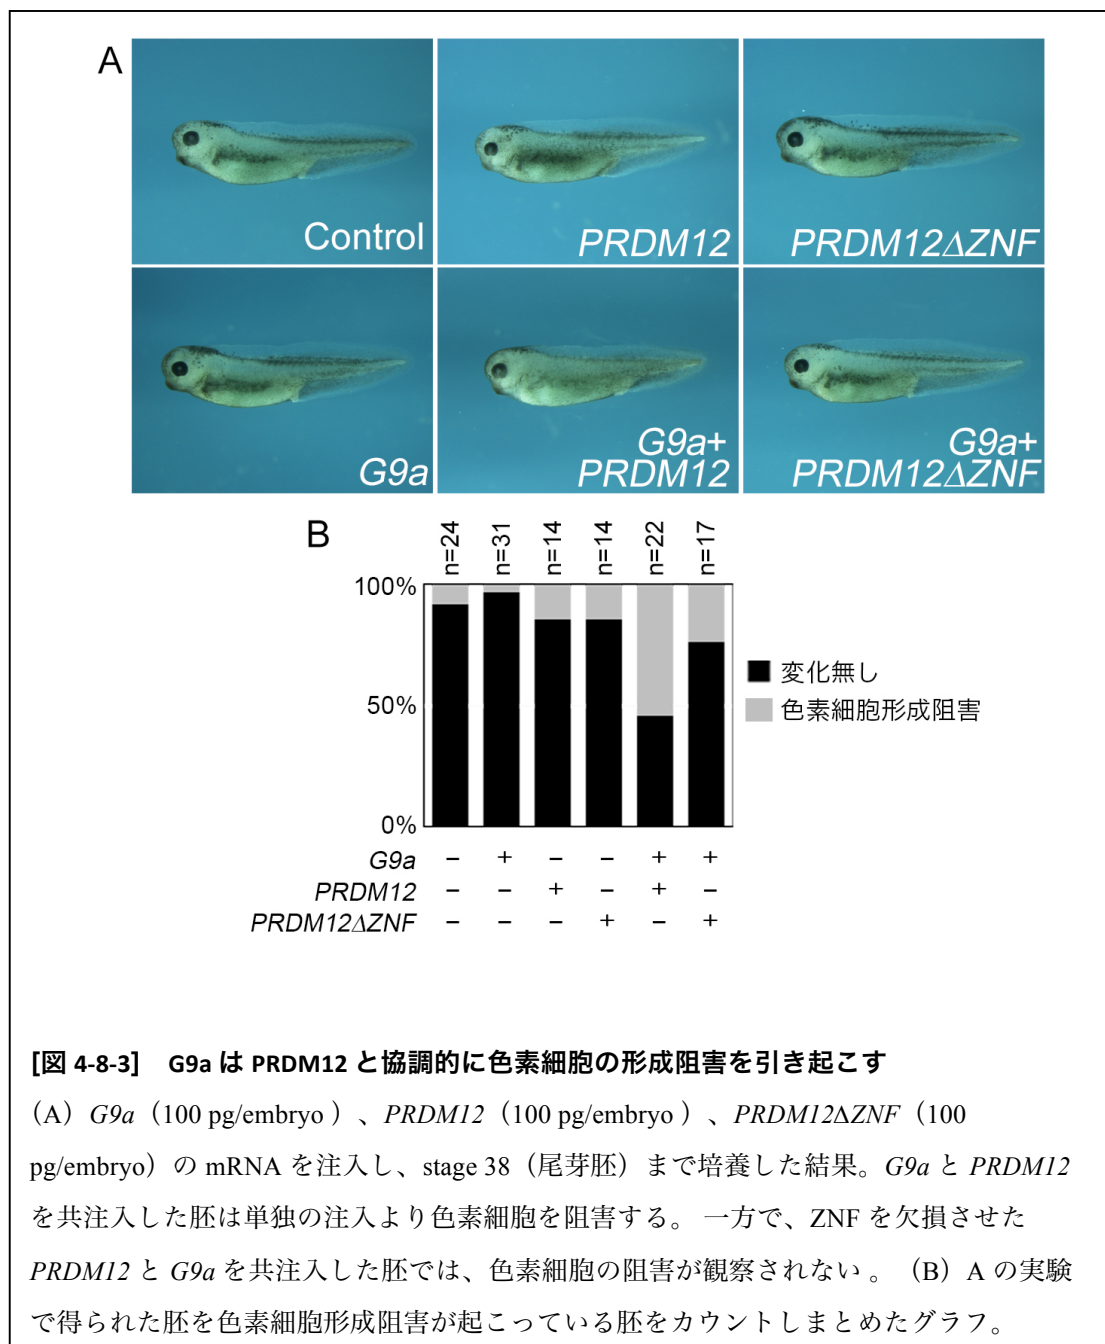 A
Control
PRDM12
PRDM12ΔZNF
G9a
G9a+
PRDM12
G9a+
PRDM12ΔZNF
B
n=24 n=31 n=14 n=14 n=22 n=17
100%
50%
0%
変化無し
色素細胞形成阻害
G9a − + − − + +
PRDM12 − − + − + −
PRDM12ΔZNF − − − + − +
[図 4-8-3] G9a は PRDM12 と協調的に色素細胞の形成阻害を引き起こす
（A）G9a（100 pg/embryo ）、PRDM12（100 pg/embryo ）、PRDM12ΔZNF（100
pg/embryo）の mRNA を注入し、stage 38（尾芽胚）まで培養した結果。G9a と PRDM12
を共注入した胚は単独の注入より色素細胞を阻害する。 一方で、ZNF を欠損させた
PRDM12 と G9a を共注入した胚では、色素細胞の阻害が観察されない 。（B）A の実験
で得られた胚を色素細胞形成阻害が起こっている胚をカウントしまとめたグラフ。